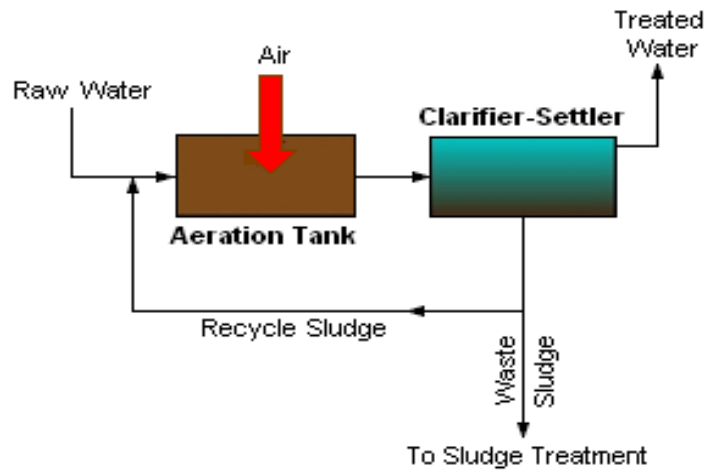 Treated
Water
Air
Raw Water
Clarifier-Settler
Aeration Tank
Recycle Sludge
Waste
Sludge
To Sludge Treatment